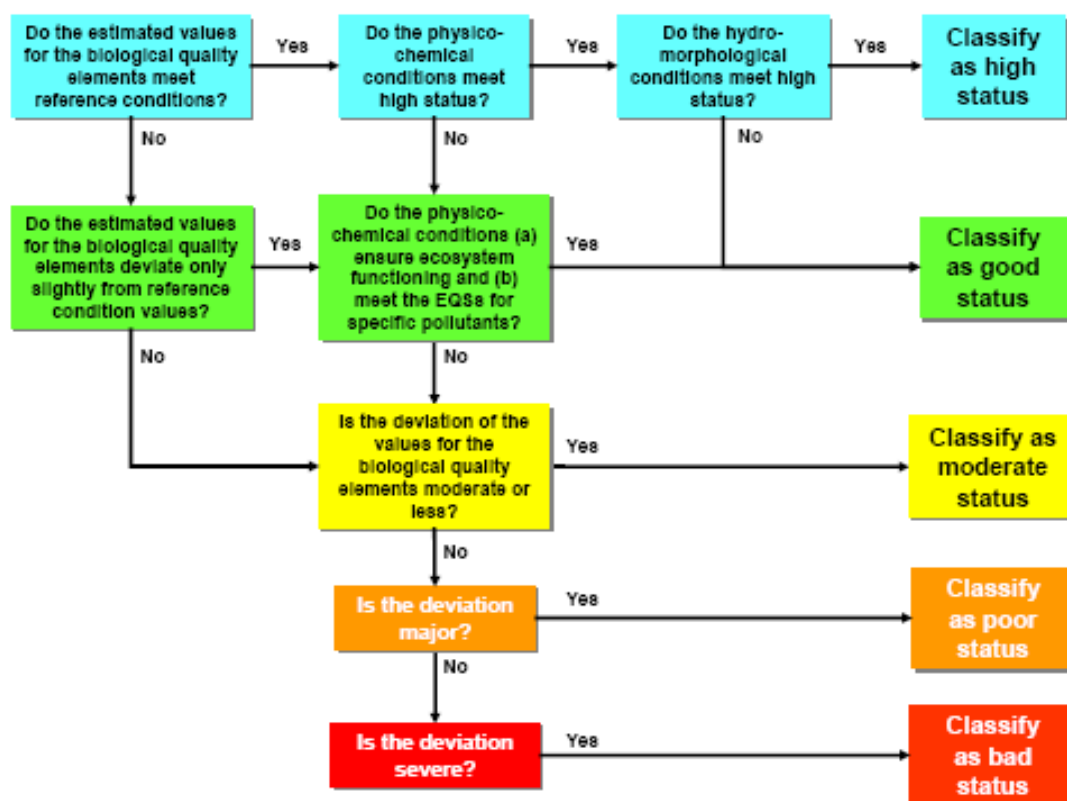 Do the estimated values
for the biological quality
elements meet
reference conditions?
Yes
Do the physico-
chemical
conditions meet
high status?
Yes
Do the hydro-
morphological
conditions meet high
status?
Yes
Classify
as high
status
No
No
No
Do the estimated values
for the biological quality
elements deviate only
slightly from reference
condition values?
Yes
Do the physico-
chemical conditions (a)
ensure ecosystem
functioning and (b)
meet the EQSs for
specific pollutants?
Yes
Classify
as good
status
No
No
Is the deviation of the
values for the
biological quality
elements moderate or
less?
Yes
Classify as
moderate
status
No
Is the deviation
major?
Yes
Classify
as poor
status
No
Is the deviation
severe?
Yes
Classify
as bad
status